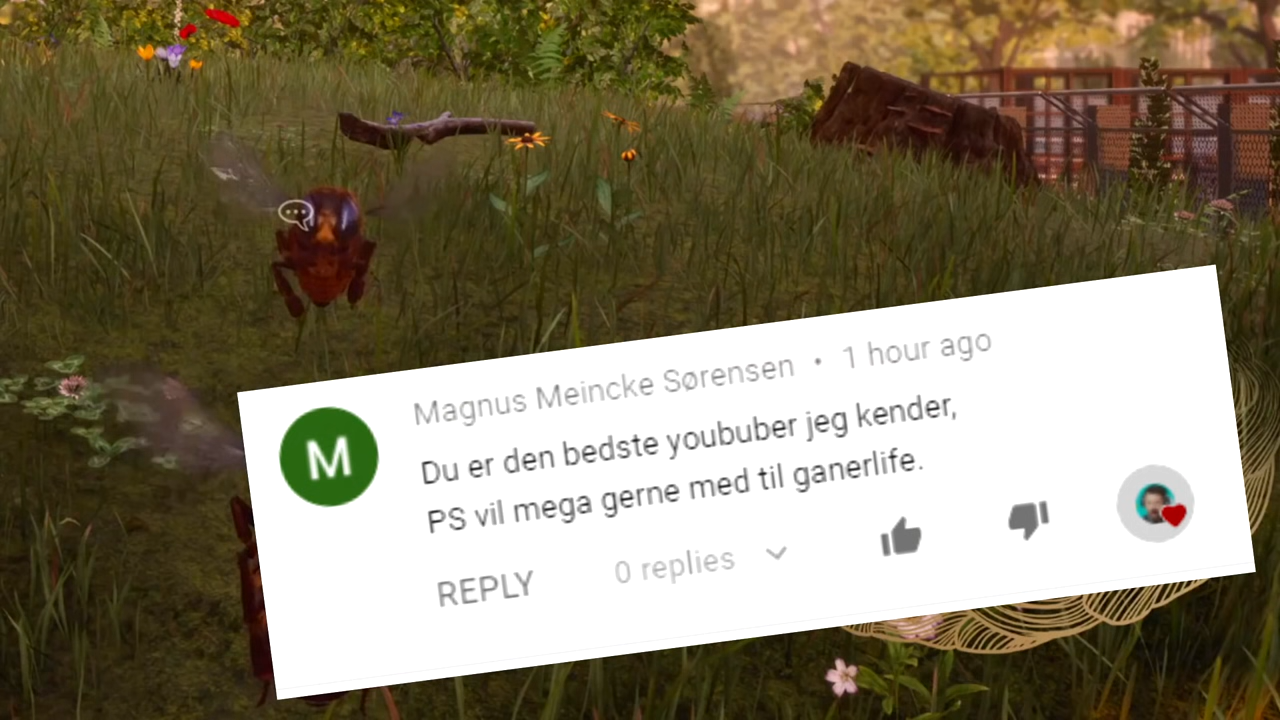 Magnus Meincke Sørensen • 1 hour ago
M
Du er den bedste yoububer jeg kender,
PS vil mega gerne med til ganerlife.
REPLY 0 replies